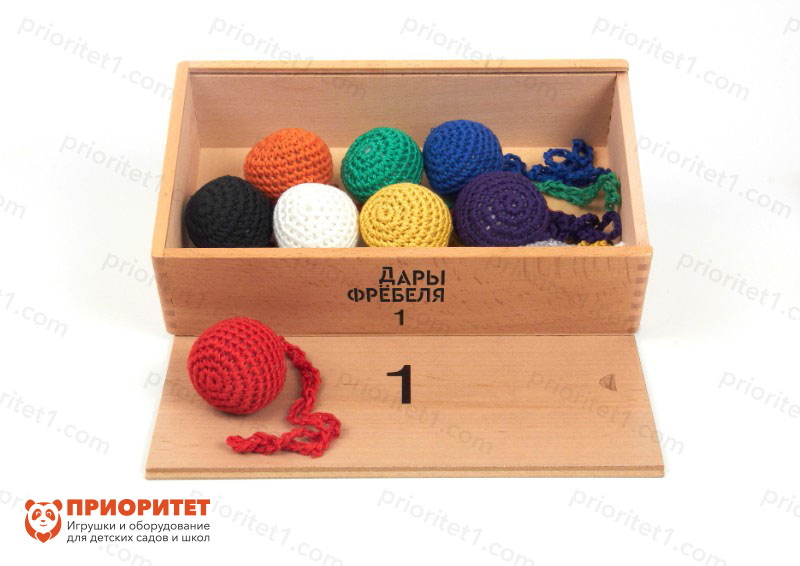 ДАРЫ
ФРЁБЕЛЯ
1
1
ПРИОРИТЕТ
Игрушки и оборудование
для детских садов и школ
prioritet1.com